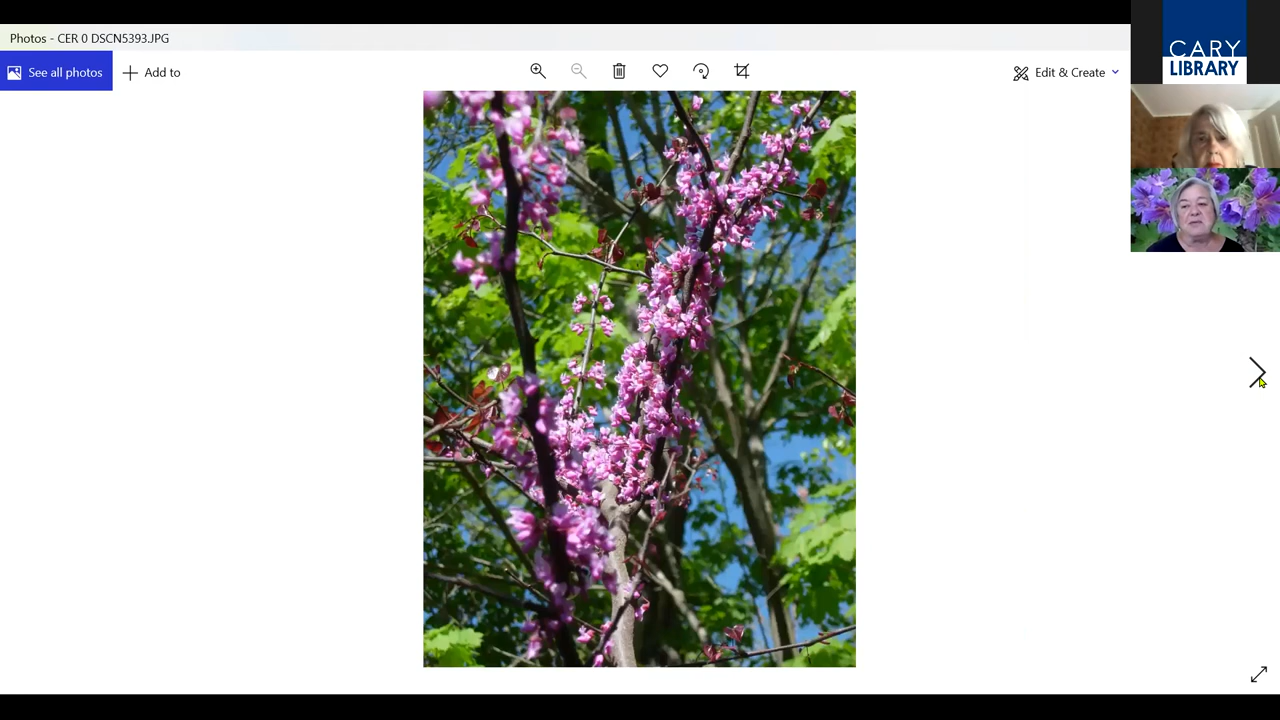 Photos - CER 0 DSCN5393.JPG
See all photos
Add to
Edit & Create
CARY
LIBRARY